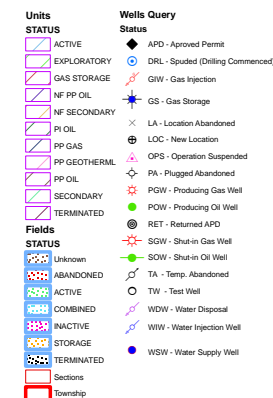 Units
STATUS
ACTIVE
EXPLORATORY
GAS STORAGE
NF PP OIL
NF SECONDARY
PI OIL
PP GAS
PP GEOTHERML
PP OIL
SECONDARY
TERMINATED
Fields
STATUS
Unknown
ABANDONED
ACTIVE
COMBINED
INACTIVE
STORAGE
TERMINATED
Sections
Township
Wells Query
Status
APD - Aproved Permit
DRL - Spuded (Drilling Commenced)
GIW - Gas Injection
GS - Gas Storage
LA - Location Abandoned
LOC - New Location
OPS - Operation Suspended
PA - Plugged Abandoned
PGW - Producing Gas Well
POW - Producing Oil Well
RET - Returned APD
SGW - Shut-in Gas Well
SOW - Shut-in Oil Well
TA - Temp. Abandoned
TW - Test Well
WDW - Water Disposal
WIW - Water Injection Well
WSW - Water Supply Well